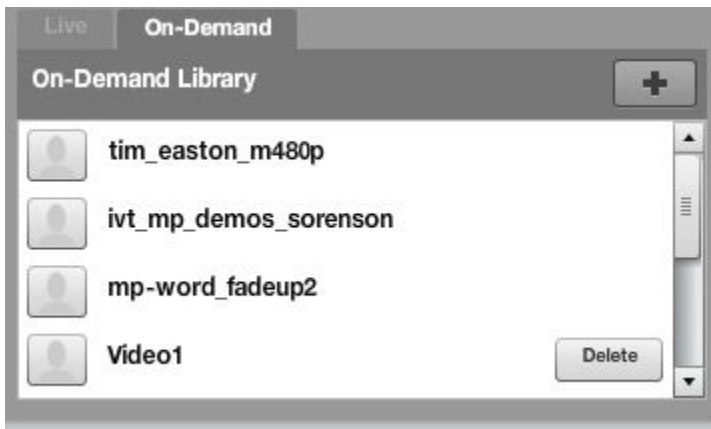 Live
On-Demand
On-Demand Library
tim_easton_m480p
ivt_mp_demos_sorenson
mp-word_fadeup2
Video1
Delete